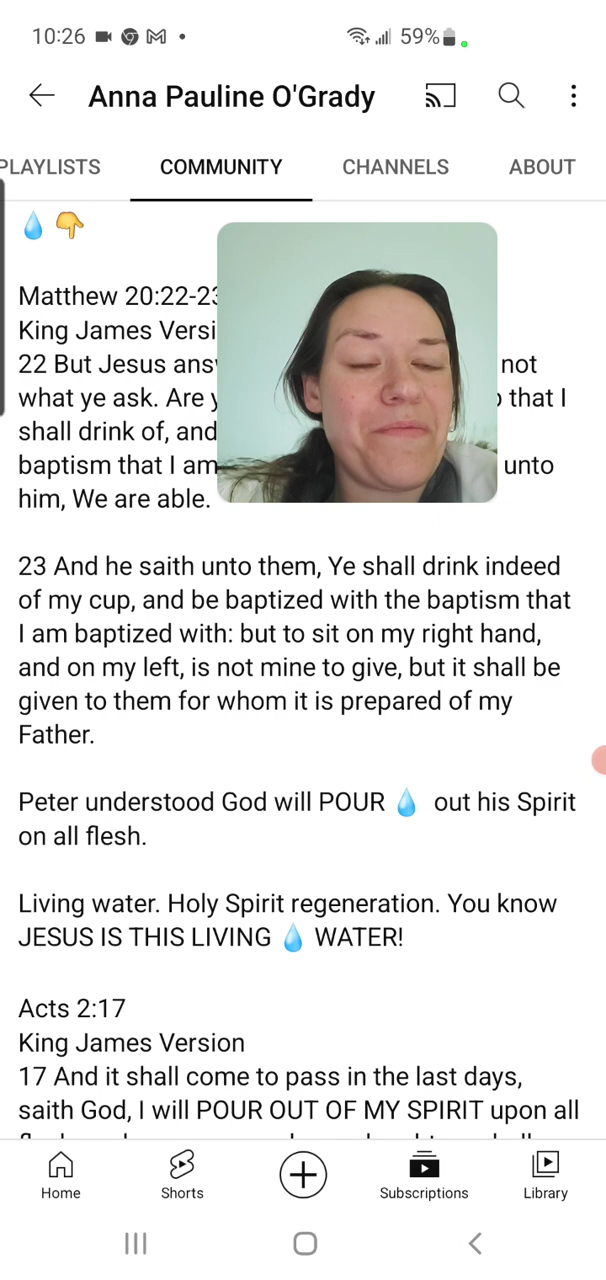 10:26 59%
Anna Pauline O'Grady
PLAYLISTS COMMUNITY CHANNELS ABOUT
Matthew 20:22-23
King James Versi
22 But Jesus ans not
what ye ask. Are y that I
shall drink of, and
baptism that I am unto
him, We are able.
23 And he saith unto them, Ye shall drink indeed
of my cup, and be baptized with the baptism that
I am baptized with: but to sit on my right hand,
and on my left, is not mine to give, but it shall be
given to them for whom it is prepared of my
Father.
Peter understood God will POUR 💧 out his Spirit
on all flesh.
Living water. Holy Spirit regeneration. You know
JESUS IS THIS LIVING 💧 WATER!
Acts 2:17
King James Version
17 And it shall come to pass in the last days,
saith God, I will POUR OUT OF MY SPIRIT upon all
Home Shorts Subscriptions Library